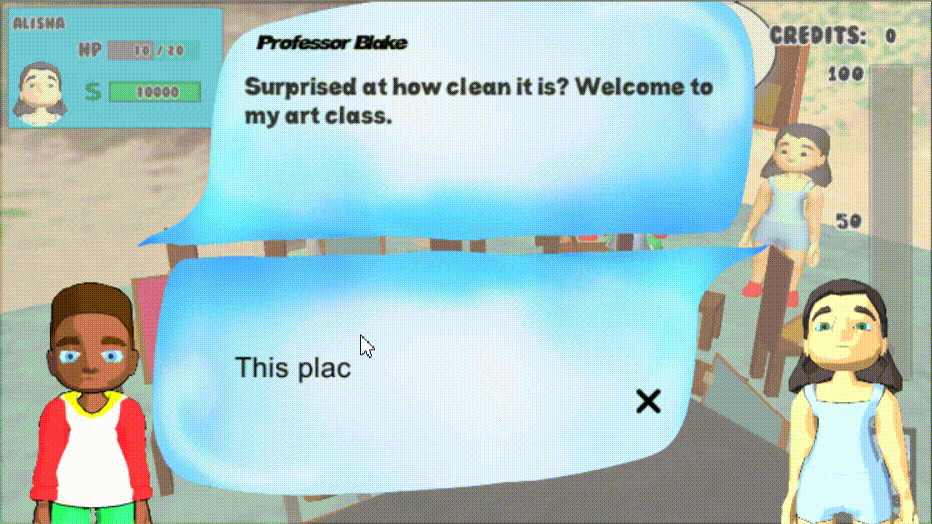 ALISHA
HP 10 / 20
$ 10000
Professor Blake
Surprised at how clean it is? Welcome to
my art class.
CREDITS: 0
100
50
This plac